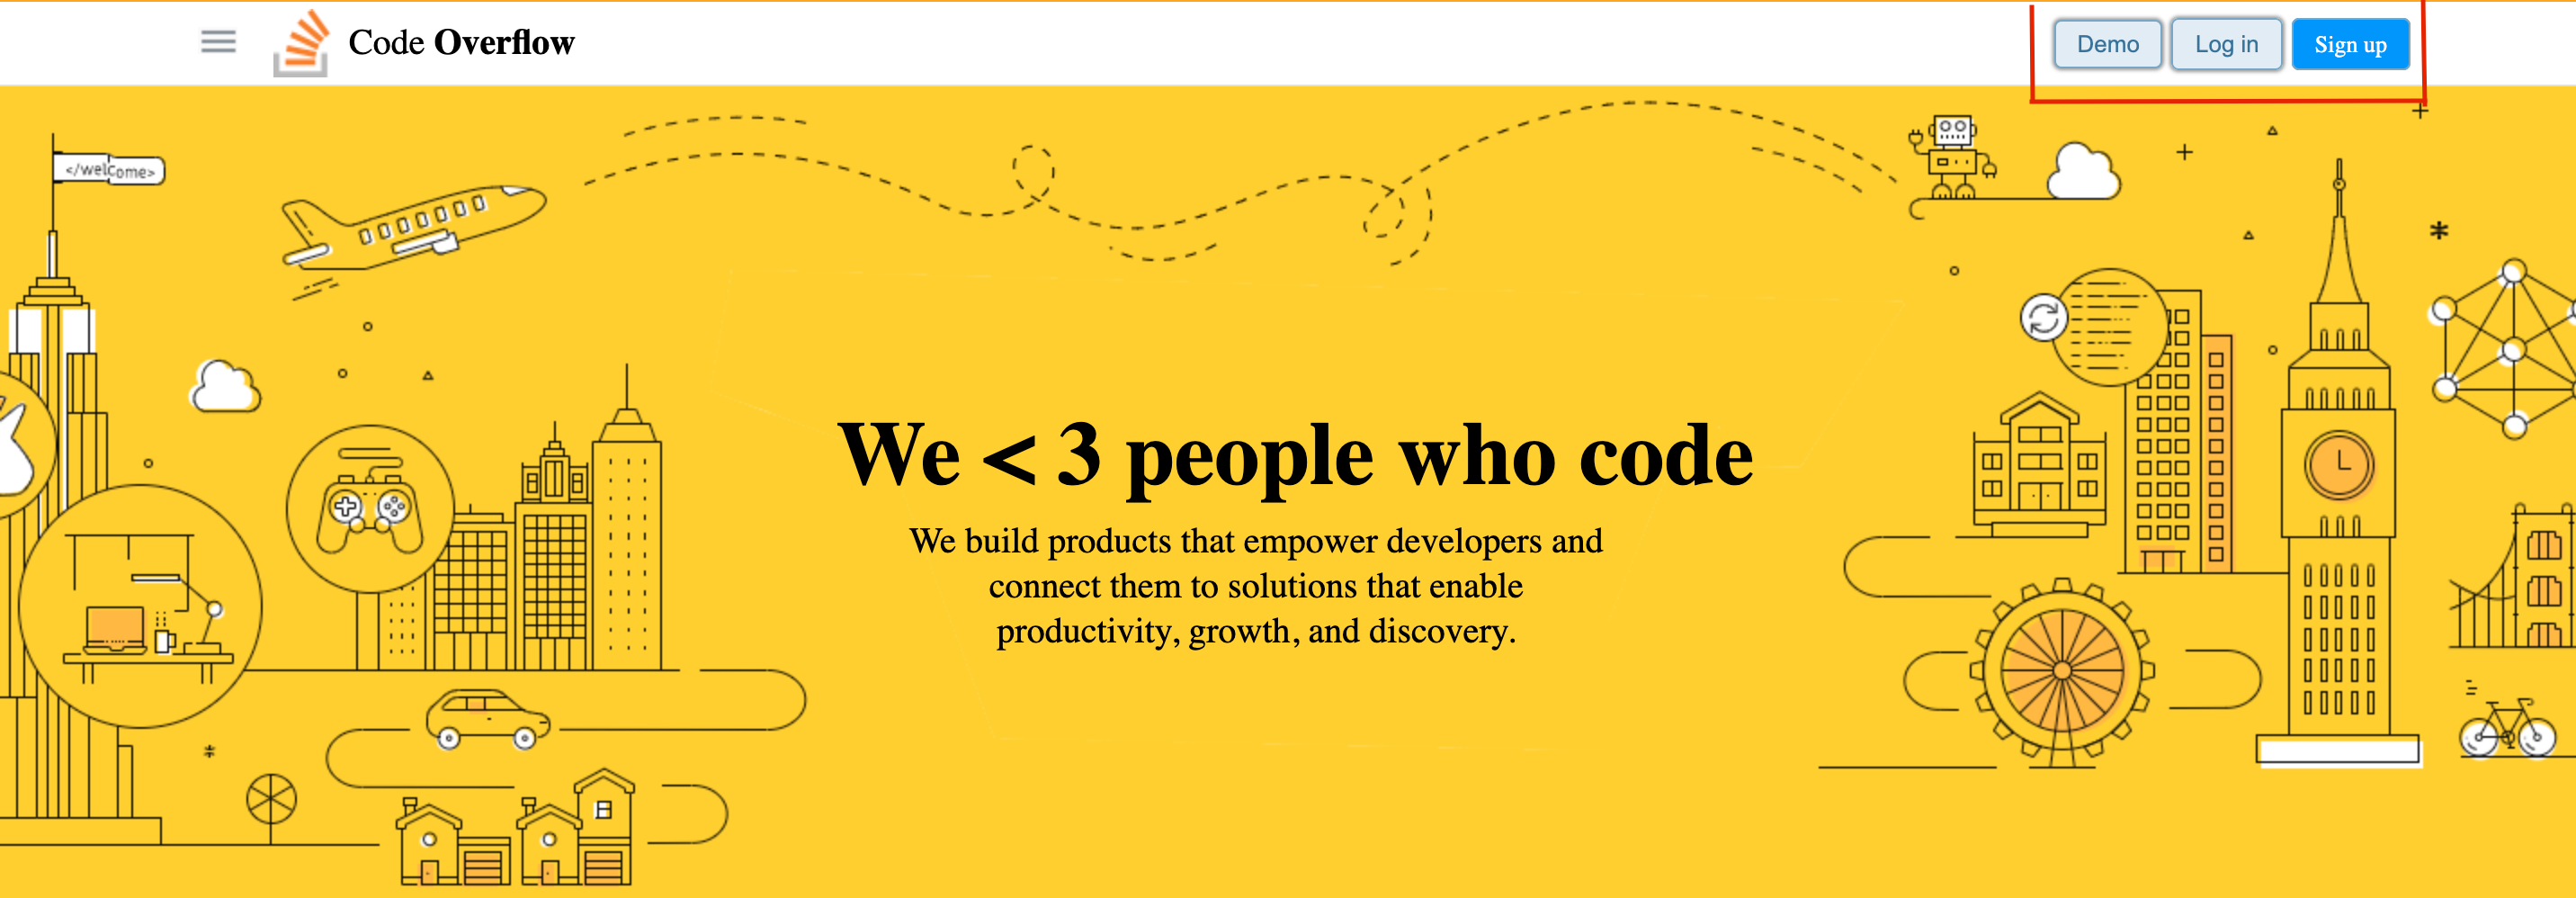 Code Overflow
Demo
Log in
Sign up
</welcome>
We < 3 people who code
We build products that empower developers and
connect them to solutions that enable
productivity, growth, and discovery.